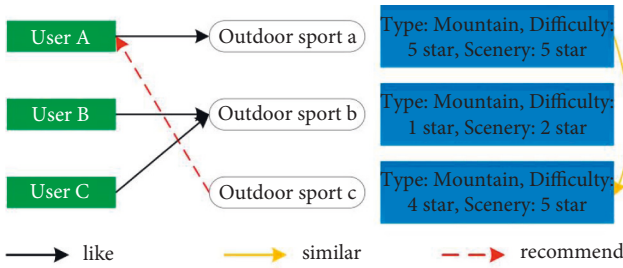 User A
Outdoor sport a
Type: Mountain, Difficulty:
5 star, Scenery: 5 star
User B
Outdoor sport b
Type: Mountain, Difficulty:
1 star, Scenery: 2 star
User C
Outdoor sport c
Type: Mountain, Difficulty:
4 star, Scenery: 5 star
like
similar
recommend